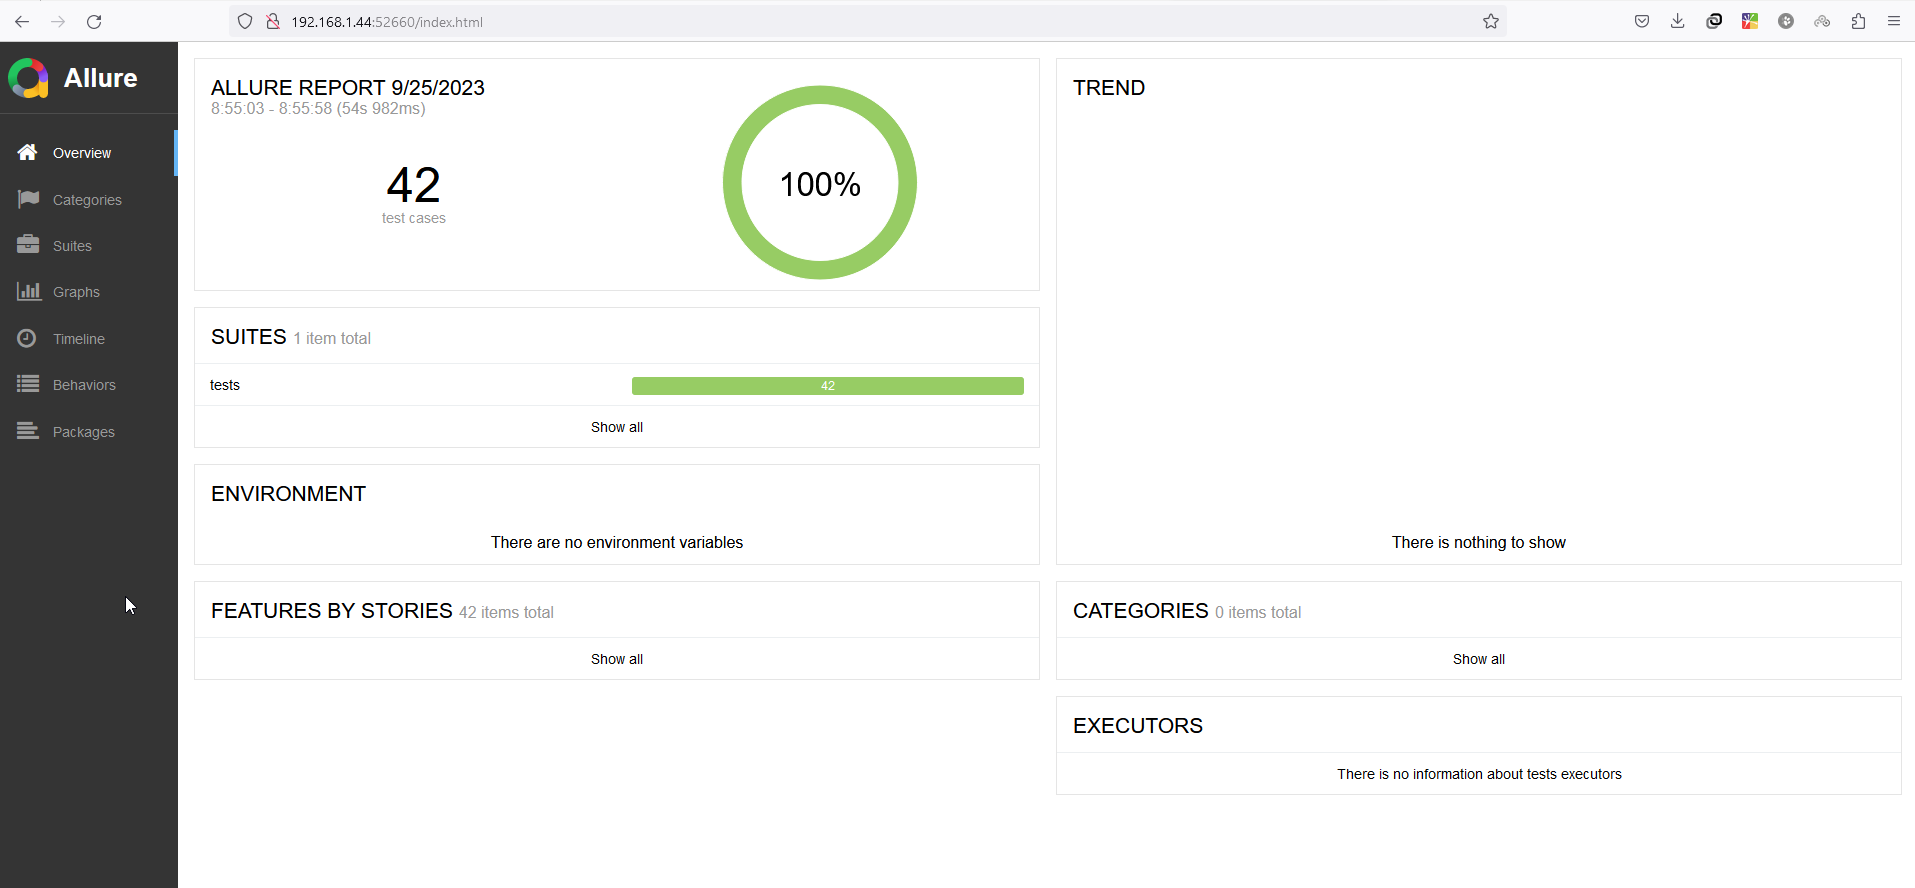 192.168.1.44:52660/index.html
Allure
Overview
Categories
Suites
Graphs
Timeline
Behaviors
Packages
ALLURE REPORT 9/25/2023
8:55:03 - 8:55:58 (54s 982ms)
42
test cases
100%
SUITES 1 item total
tests 42
Show all
ENVIRONMENT
There are no environment variables
FEATURES BY STORIES 42 items total
Show all
TREND
There is nothing to show
CATEGORIES 0 items total
Show all
EXECUTORS
There is no information about tests executors